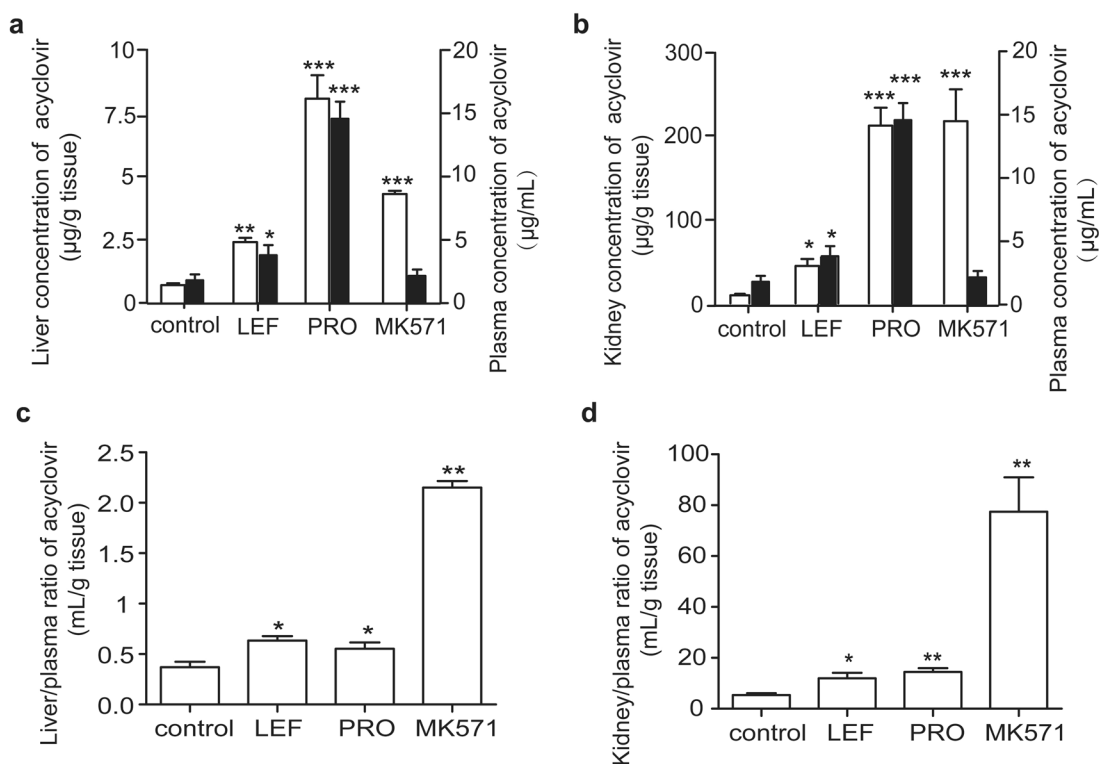 a
Liver concentration of acyclovir
(µg/g tissue)
10
7.5
5
2.5
0
***
***
**
*
***
20
15
10
5
0
Plasma concentration of acyclovir
(µg/mL)
control LEF PRO MK571
b
Kidney concentration of acyclovir
(µg/g tissue)
300
200
100
0
*
*
***
***
***
20
15
10
5
0
Plasma concentration of acyclovir
(µg/mL)
control LEF PRO MK571
c
Liver/plasma ratio of acyclovir
(mL/g tissue)
2.5
2.0
1.5
1
0.5
0.0
*
*
**
control LEF PRO MK571
d
Kidney/plasma ratio of acyclovir
(mL/g tissue)
100
80
60
40
20
0
*
**
**
control LEF PRO MK571